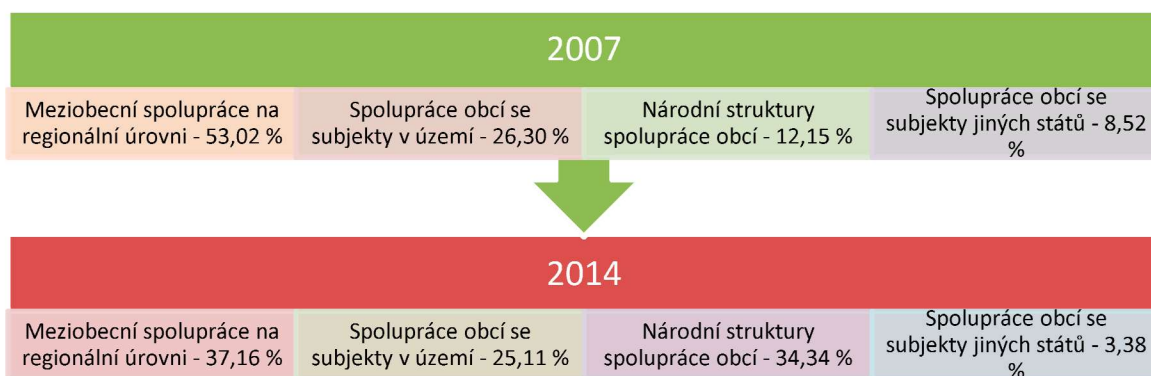 2007
Meziobecní spolupráce na
regionální úrovni - 53,02 %
Spolupráce obcí se
subjekty v území - 26,30 %
Národní struktury
spolupráce obcí - 12,15 %
Spolupráce obcí se
subjekty jiných států - 8,52
%
2014
Meziobecní spolupráce na
regionální úrovni - 37,16 %
Spolupráce obcí se
subjekty v území - 25,11 %
Národní struktury
spolupráce obcí - 34,34 %
Spolupráce obcí se
subjekty jiných států - 3,38
%